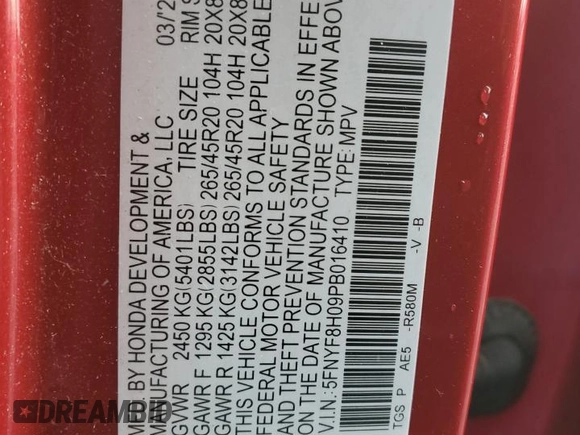 MFD BY HONDA DEVELOPMENT & 03/2
MANUFACTURING OF AMERICA, LLC
GVWR 2450 KG(5401LBS) TIRE SIZE RIM S
GAWR F 1295 KG(2855LBS) 265/45R20 104H 20X8
GAWR R 1425 KG(3142LBS) 265/45R20 104H 20X8
THIS VEHICLE CONFORMS TO ALL APPLICABLE
FEDERAL MOTOR VEHICLE SAFETY
AND THEFT PREVENTION STANDARDS IN EFFE
ON THE DATE OF MANUFACTURE SHOWN ABOV
V.I.N.: 5FNYF8H09PB016410 TYPE: MPV
TGS P AE5 -R580M -V -B
DREAMBID